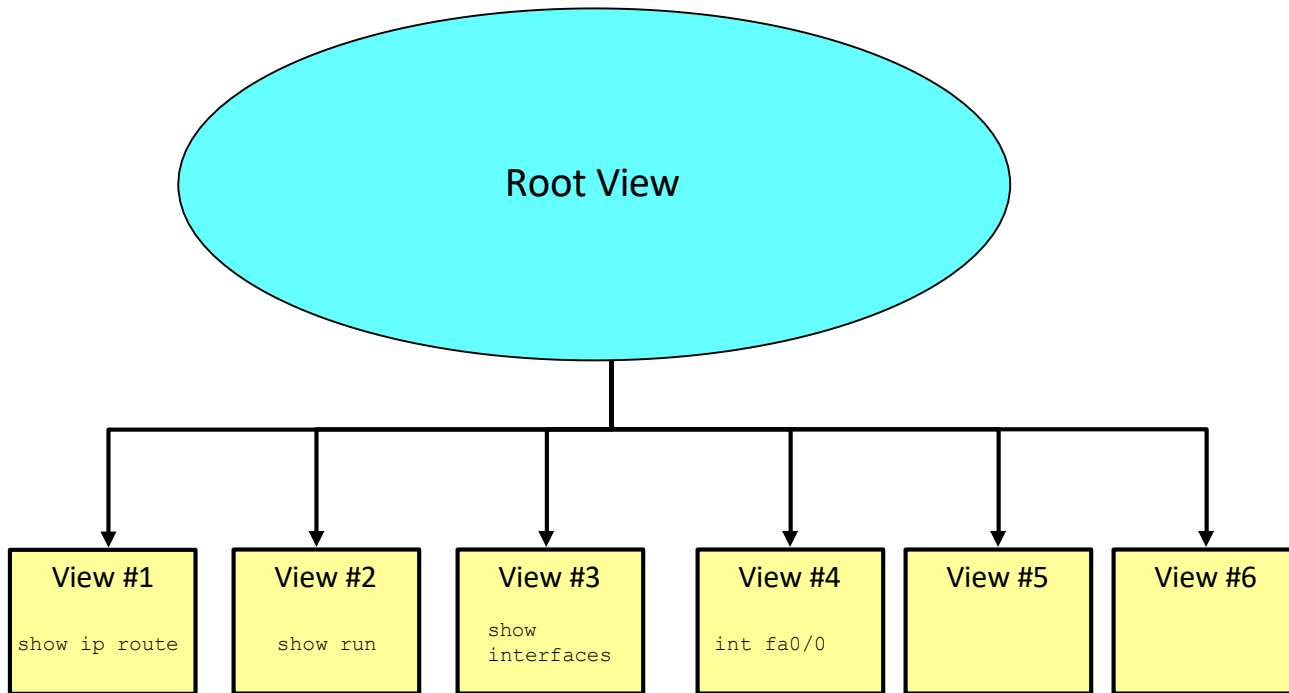 Root View
View #1
show ip route
View #2
show run
View #3
show
interfaces
View #4
int fa0/0
View #5
View #6